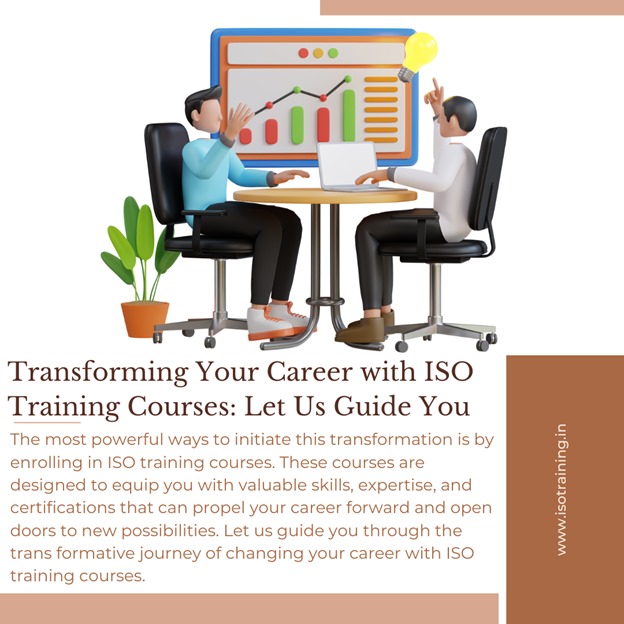 Transforming Your Career with ISO
Training Courses: Let Us Guide You
The most powerful ways to initiate this transformation is by
enrolling in ISO training courses. These courses are
designed to equip you with valuable skills, expertise, and
certifications that can propel your career forward and open
doors to new possibilities. Let us guide you through the
trans formative journey of changing your career with ISO
training courses.
www.isotraining.in